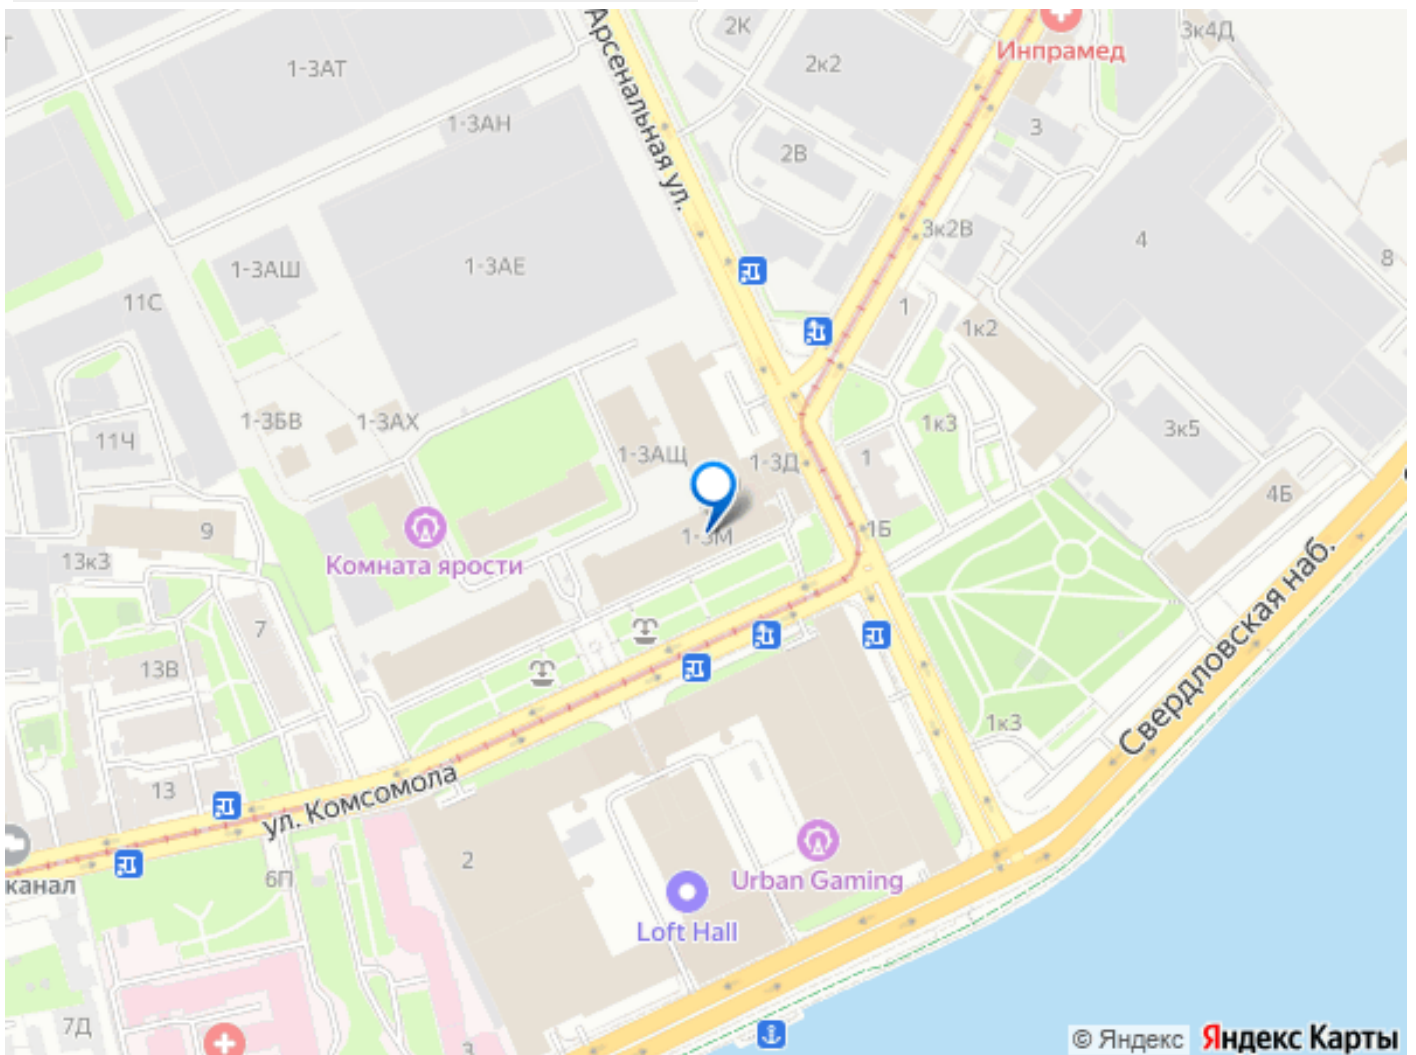 2К
3к4Д
Инпрамед
1-3АТ
2к2
Арсенальная ул.
1-3АН
3
2В
3к2В
4
8
1-3АШ
1-3АЕ
11С
1
1к2
1-3БВ
1-3АХ
1к3
3к5
11Ч
1-3АЩ
1-3Д
1
4Б
9
1-3М
1Б
13к3
Комната ярости
Свердловская наб.
7
13В
1к3
13
ул. Комсомола
2
канал
6П
Urban Gaming
Loft Hall
7Д
3
© Яндекс Яндекс Карты